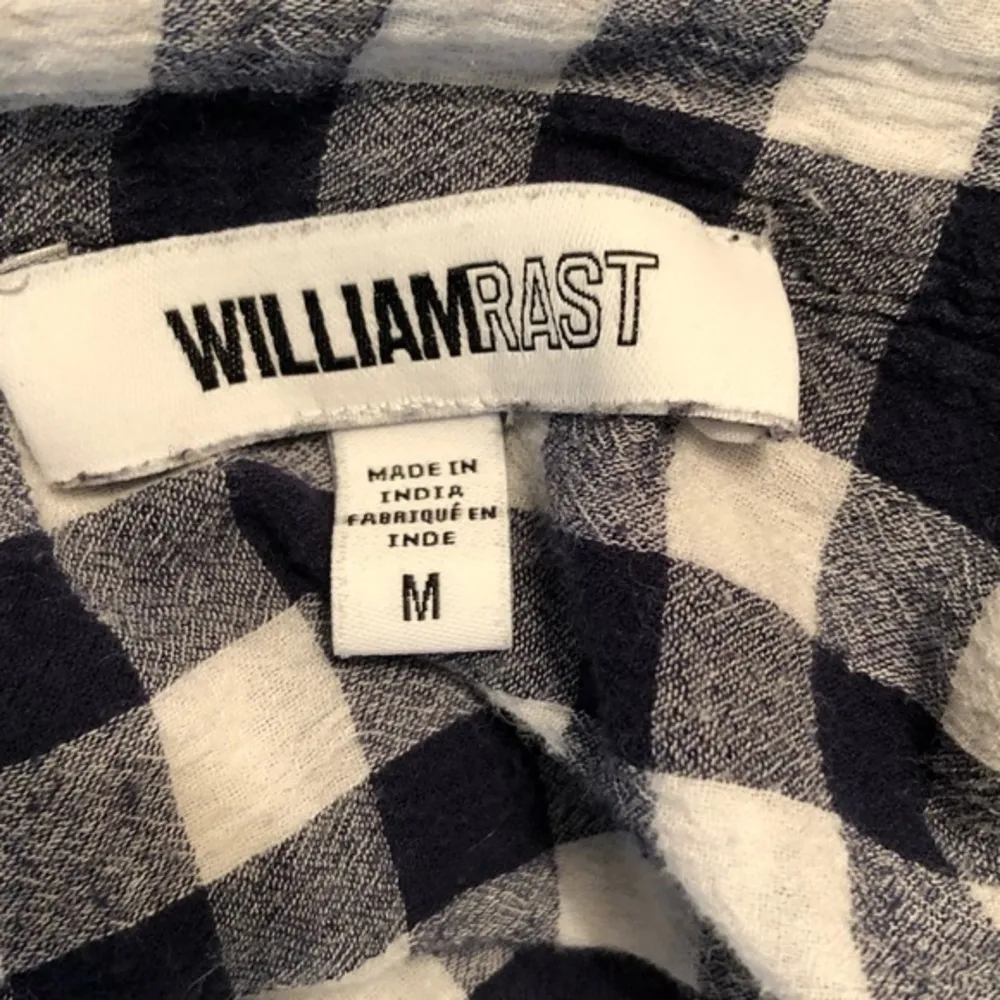 WILLIAMRAST
MADE IN
INDIA
FABRIQUÉ EN
INDE
M